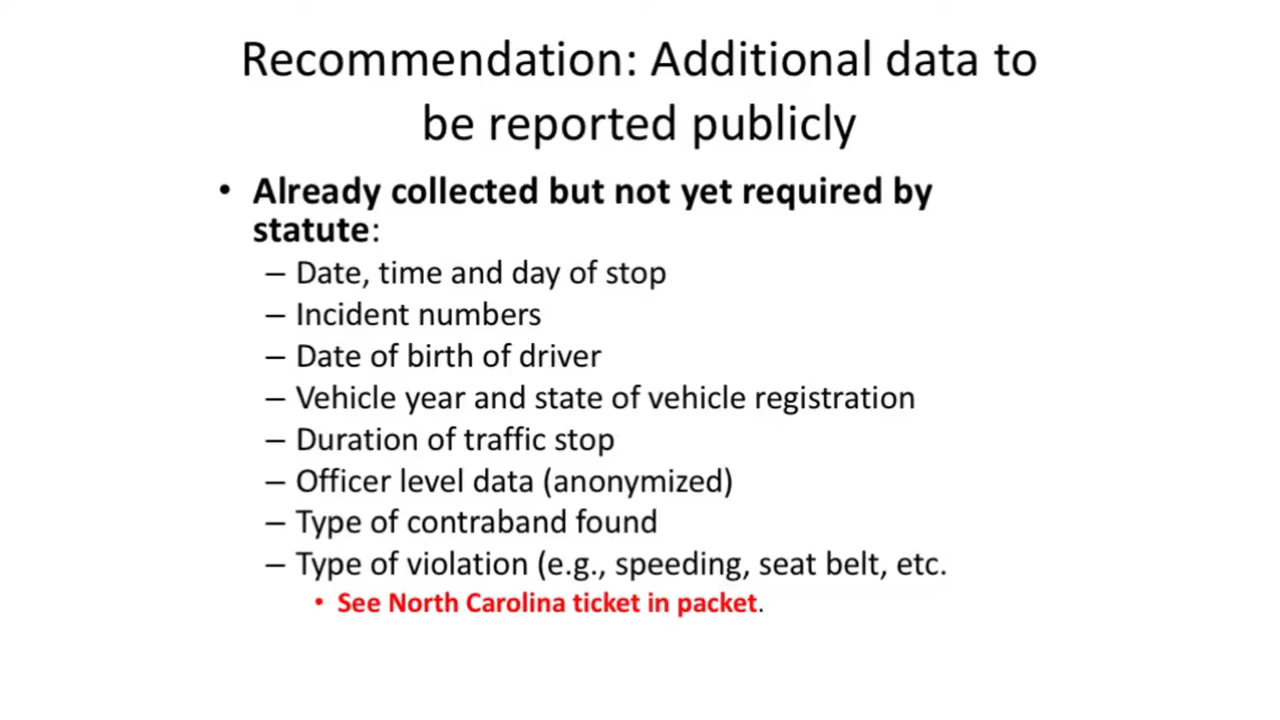 Recommendation: Additional data to
be reported publicly
• Already collected but not yet required by
statute:
– Date, time and day of stop
– Incident numbers
– Date of birth of driver
– Vehicle year and state of vehicle registration
– Duration of traffic stop
– Officer level data (anonymized)
– Type of contraband found
– Type of violation (e.g., speeding, seat belt, etc.
• See North Carolina ticket in packet.